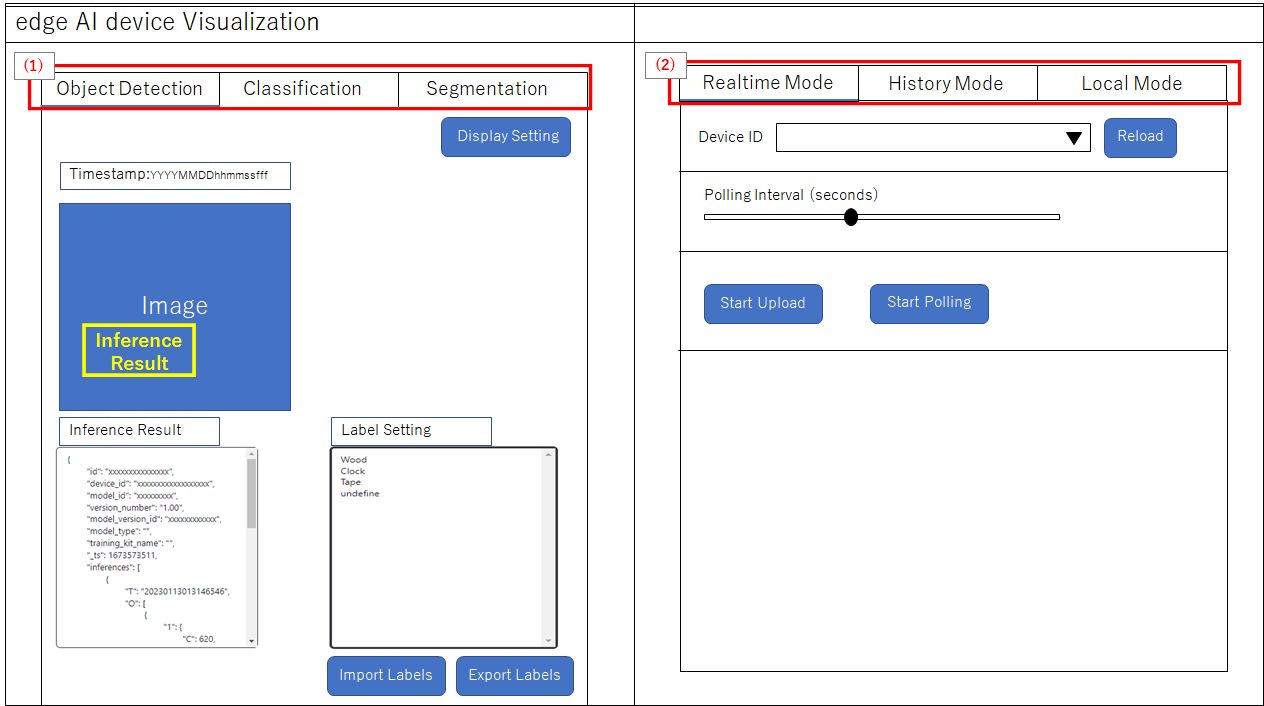 edge AI device Visualization
(1)
Object Detection
Classification
Segmentation
Display Setting
Timestamp:YYYYMMDDhhmmssfff
Image
Inference
Result
Inference Result
{
"id": "xxxxxxxxxxxxxxx",
"device_id": "xxxxxxxxxxxxxxxxx",
"model_id": "xxxxxxxxx",
"version_number": "1.00",
"model_version_id": "xxxxxxxxxxxx",
"model_type": "",
"training_kit_name": "",
"_ts": 1673573511,
"inferences": [
{
"T": "20230113013146546",
"O": [
{
"1": {
"C": 620,
Label Setting
Wood
Clock
Tape
undefine
Import Labels
Export Labels
(2)
Realtime Mode
History Mode
Local Mode
Device ID
Reload
Polling Interval (seconds)
Start Upload
Start Polling